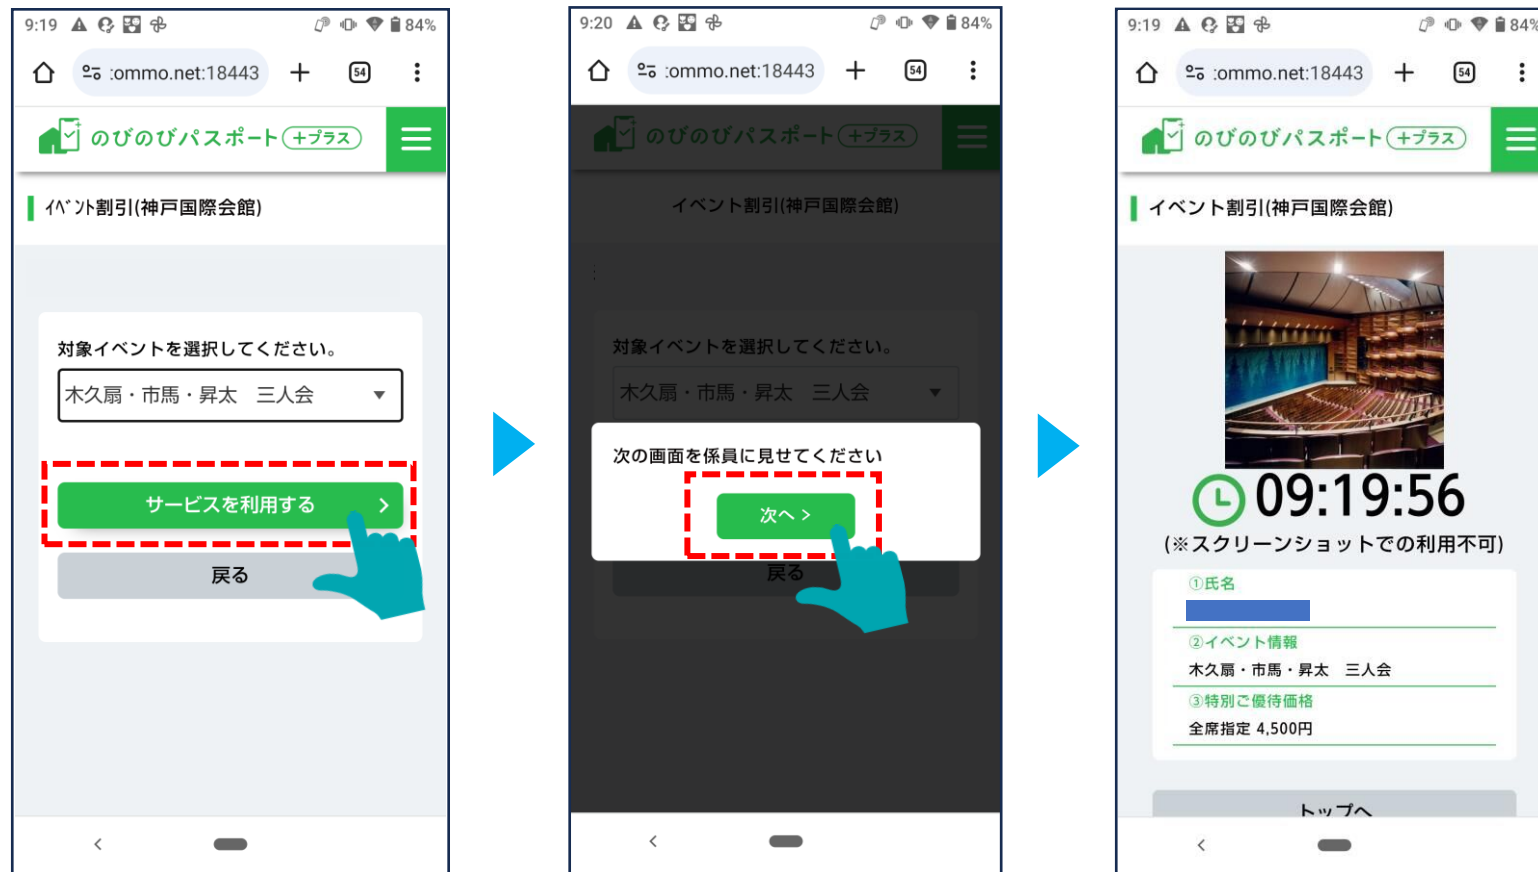 9:19
84%
:ommo.net:18443
54
のびのびパスポート +プラス
ｲﾍﾞﾝﾄ割引(神戸国際会館)
対象イベントを選択してください。
木久扇・市馬・昇太　三人会
サービスを利用する >
戻る
9:20
84%
:ommo.net:18443
54
のびのびパスポート +プラス
イベント割引(神戸国際会館)
対象イベントを選択してください。
木久扇・市馬・昇太　三人会
次の画面を係員に見せてください
次へ >
戻る
9:19
84%
:ommo.net:18443
54
のびのびパスポート +プラス
イベント割引(神戸国際会館)
09:19:56
(※スクリーンショットでの利用不可)
①氏名
②イベント情報
木久扇・市馬・昇太　三人会
③特別ご優待価格
全席指定 4,500円
トップへ